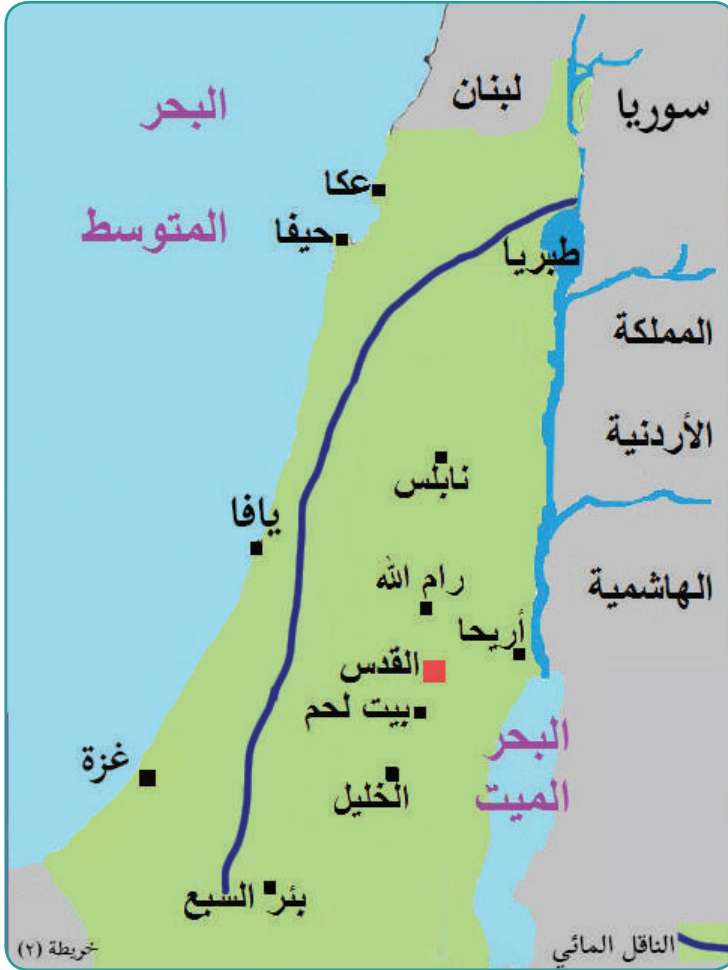 لبنان
سوريا
البحر
المتوسط
عكا
حيفا
طبريا
المملكة
الأردنية
الهاشمية
نابلس
يافا
رام الله
أريحا
القدس
بيت لحم
البحر
الميت
غزة
الخليل
بئر السبع
الناقل المائي
خريطة (٢)